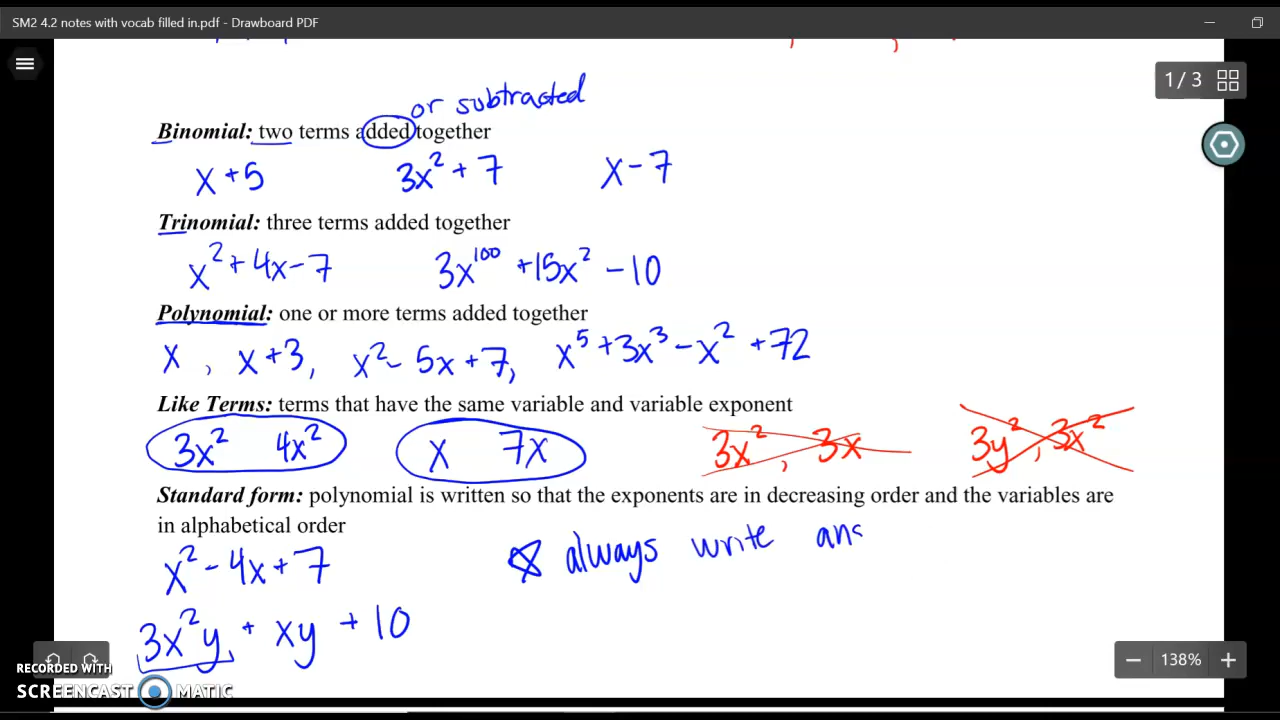 SM2 4.2 notes with vocab filled in.pdf - Drawboard PDF
1 / 3
or subtracted
Binomial: two terms added together
x + 5 3x² + 7 x - 7
Trinomial: three terms added together
x² + 4x - 7 3x¹⁰⁰ + 15x² - 10
Polynomial: one or more terms added together
x , x + 3, x² - 5x + 7, x⁵ + 3x³ - x² + 72
Like Terms: terms that have the same variable and variable exponent
3x² 4x² x 7x 3x² , 3x 3y² , 3x²
Standard form: polynomial is written so that the exponents are in decreasing order and the variables are
in alphabetical order
x² - 4x + 7 always write ans
3x²y + xy + 10
138%
RECORDED WITH
SCREENCAST MATIC